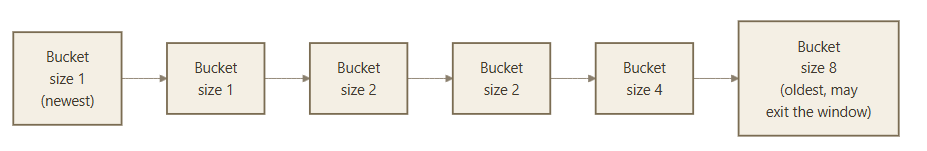 Bucket
size 1
(newest)
Bucket
size 1
Bucket
size 2
Bucket
size 2
Bucket
size 4
Bucket
size 8
(oldest, may
exit the window)